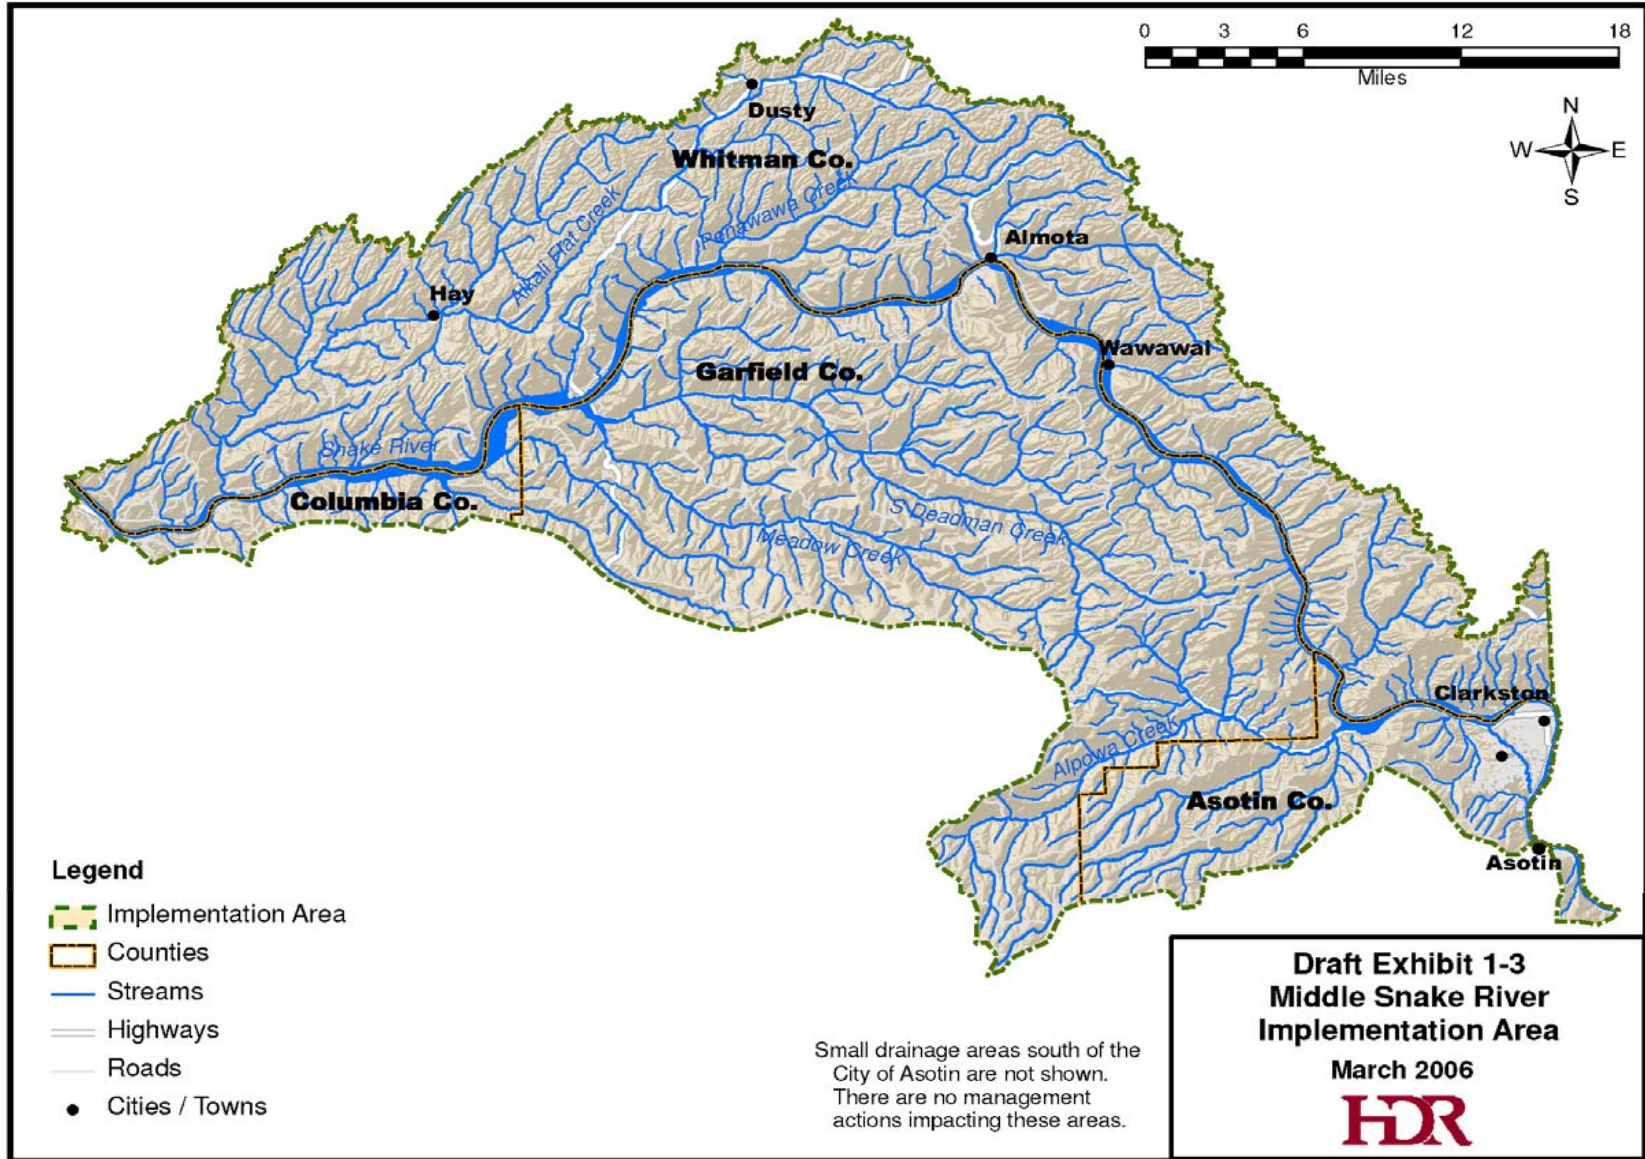 0 3 6 12 18
Miles
N
W E
S
Dusty
Whitman Co.
Penawawa Creek
Alkali Flat Creek
Almota
Hay
Wawawai
Garfield Co.
Snake River
Columbia Co.
S Deadman Creek
Meadow Creek
Clarkston
Alpowa Creek
Asotin Co.
Asotin
Legend
Implementation Area
Counties
Streams
Highways
Roads
Cities / Towns
Small drainage areas south of the
City of Asotin are not shown.
There are no management
actions impacting these areas.
Draft Exhibit 1-3
Middle Snake River
Implementation Area
March 2006
HDR